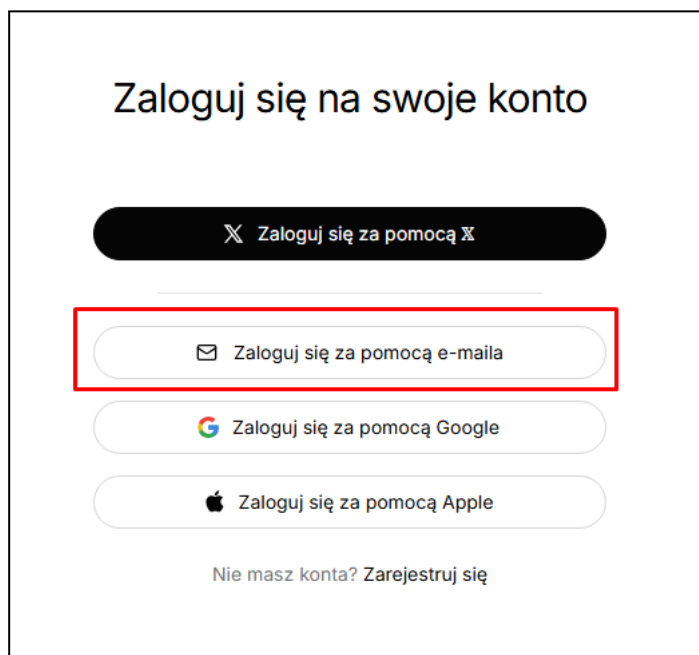 Zaloguj się na swoje konto
Zaloguj się za pomocą 𝕏
Zaloguj się za pomocą e-maila
Zaloguj się za pomocą Google
Zaloguj się za pomocą Apple
Nie masz konta? Zarejestruj się